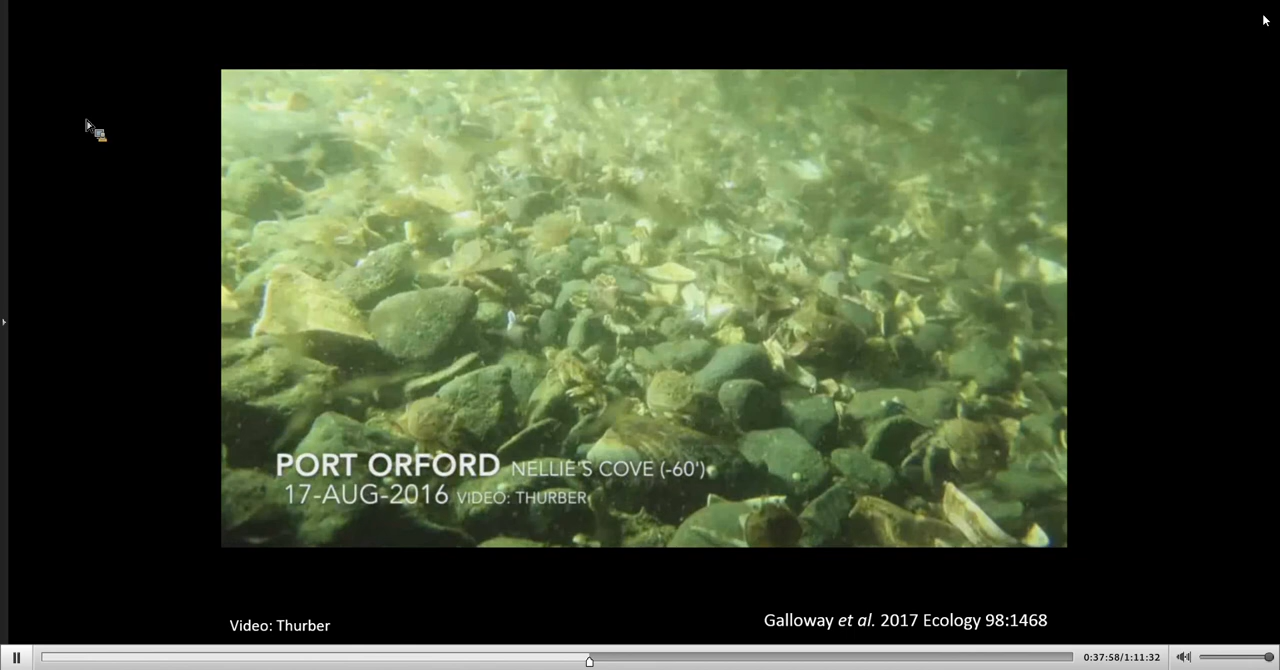 PORT ORFORD NELLIE'S COVE (-60')
17-AUG-2016 VIDEO: THURBER
Video: Thurber
Galloway et al. 2017 Ecology 98:1468
0:37:58/1:11:32